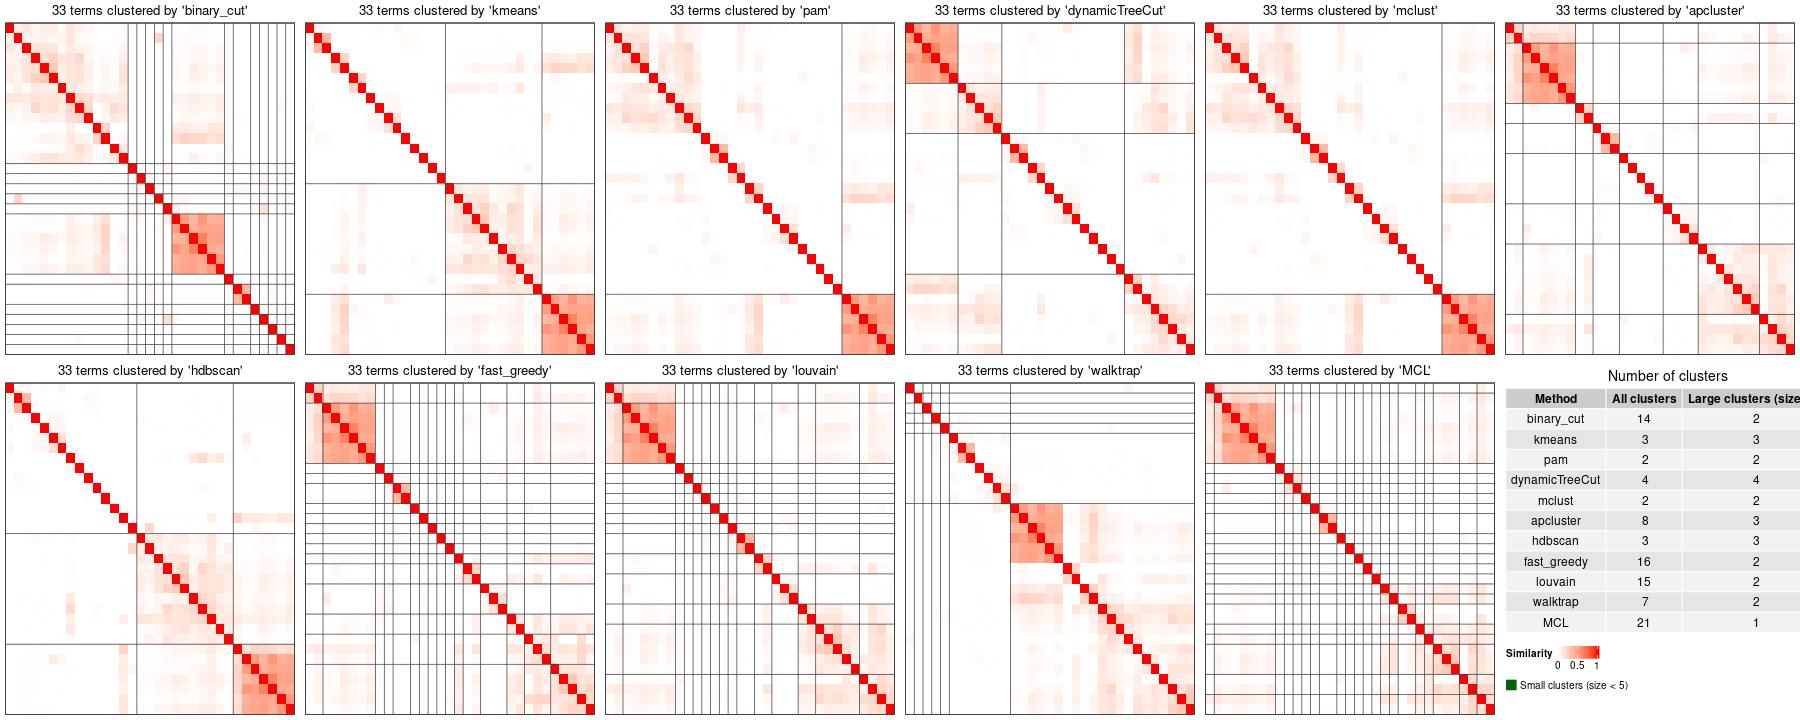 33 terms clustered by 'binary_cut'
33 terms clustered by 'kmeans'
33 terms clustered by 'pam'
33 terms clustered by 'dynamicTreeCut'
33 terms clustered by 'mclust'
33 terms clustered by 'apcluster'
33 terms clustered by 'hdbscan'
33 terms clustered by 'fast_greedy'
33 terms clustered by 'louvain'
33 terms clustered by 'walktrap'
33 terms clustered by 'MCL'
Number of clusters
Method All clusters Large clusters (size
binary_cut 14 2
kmeans 3 3
pam 2 2
dynamicTreeCut 4 4
mclust 2 2
apcluster 8 3
hdbscan 3 3
fast_greedy 16 2
louvain 15 2
walktrap 7 2
MCL 21 1
Similarity
0 0.5 1
Small clusters (size < 5)